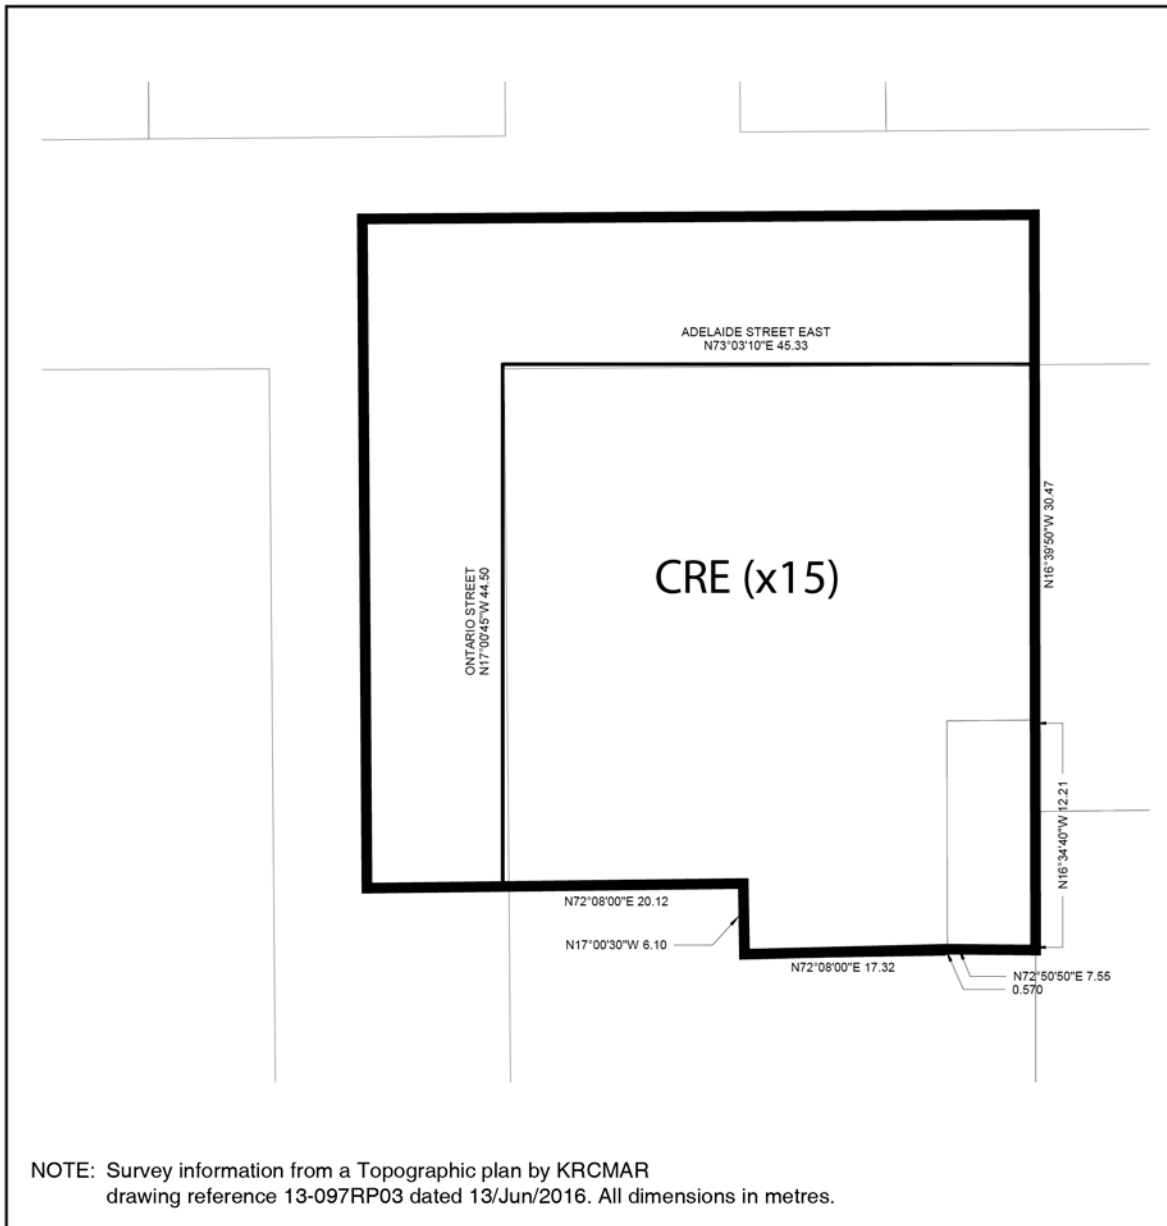 ADELAIDE STREET EAST
N73°03'10"E 45.33
N16°39'50"W 30.47
CRE (x15)
ONTARIO STREET
N17°00'45"W 44.50
N16°34'40"W 12.21
N72°08'00"E 20.12
N17°00'30"W 6.10
N72°08'00"E 17.32
N72°50'50"E 7.55
0.570
NOTE: Survey information from a Topographic plan by KRCMAR
drawing reference 13-097RP03 dated 13/Jun/2016. All dimensions in metres.